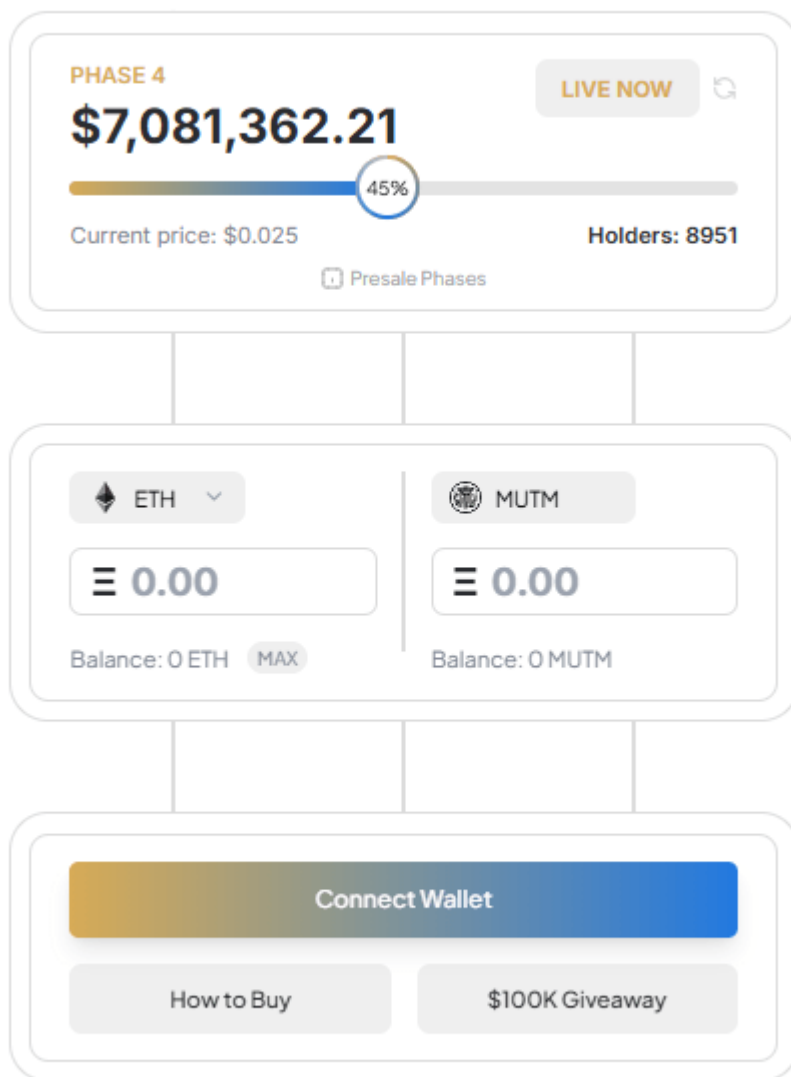 PHASE 4
LIVE NOW
$7,081,362.21
45%
Current price: $0.025
Holders: 8951
Presale Phases
ETH
MUTM
Ξ 0.00
Ξ 0.00
Balance: 0 ETH MAX
Balance: 0 MUTM
Connect Wallet
How to Buy
$100K Giveaway